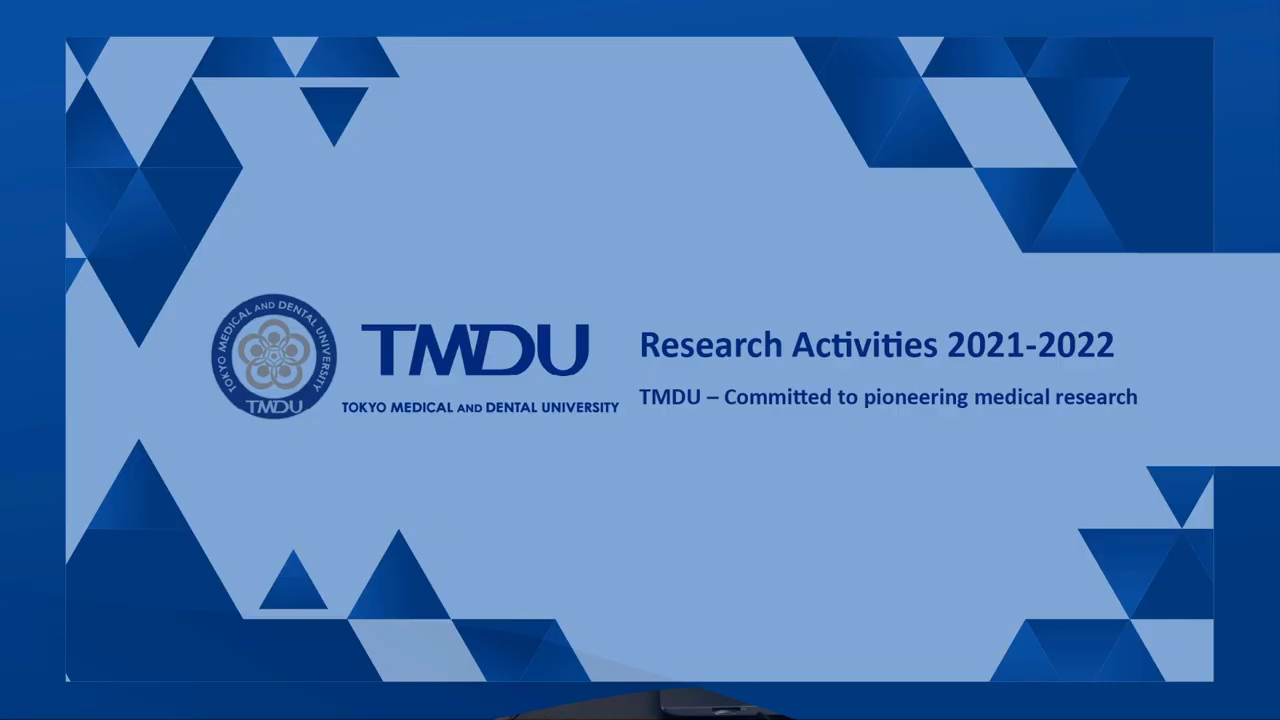 TOKYO MEDICAL AND DENTAL UNIVERSITY
TMDU
TMDU
TOKYO MEDICAL AND DENTAL UNIVERSITY
Research Activities 2021-2022
TMDU – Committed to pioneering medical research